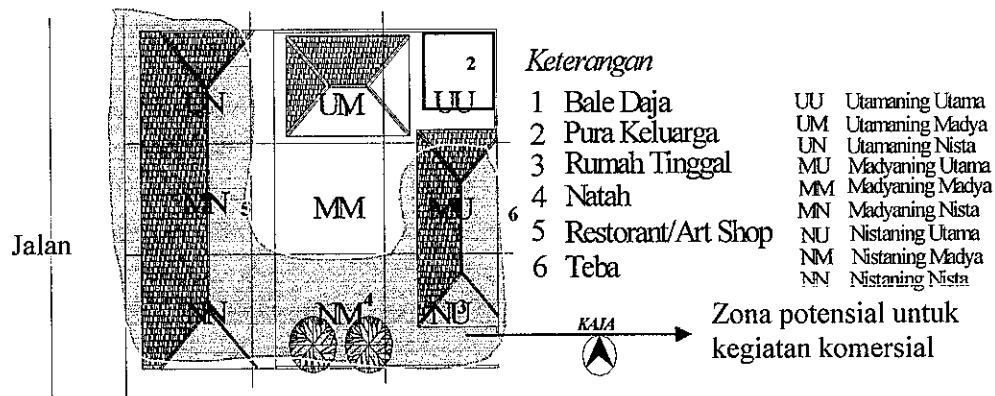 Jalan
UN UM UU 2
MN 5 MM MU 6
NN NM 4 NU 3
Keterangan
1 Bale Daja
2 Pura Keluarga
3 Rumah Tinggal
4 Natah
5 Restorant/Art Shop
6 Teba
UU Utamaning Utama
UM Utamaning Madya
UN Utamaning Nista
MU Madyaning Utama
MM Madyaning Madya
MN Madyaning Nista
NU Nistaning Utama
NM Nistaning Madya
NN Nistaning Nista
KAJA
Zona potensial untuk
kegiatan komersial